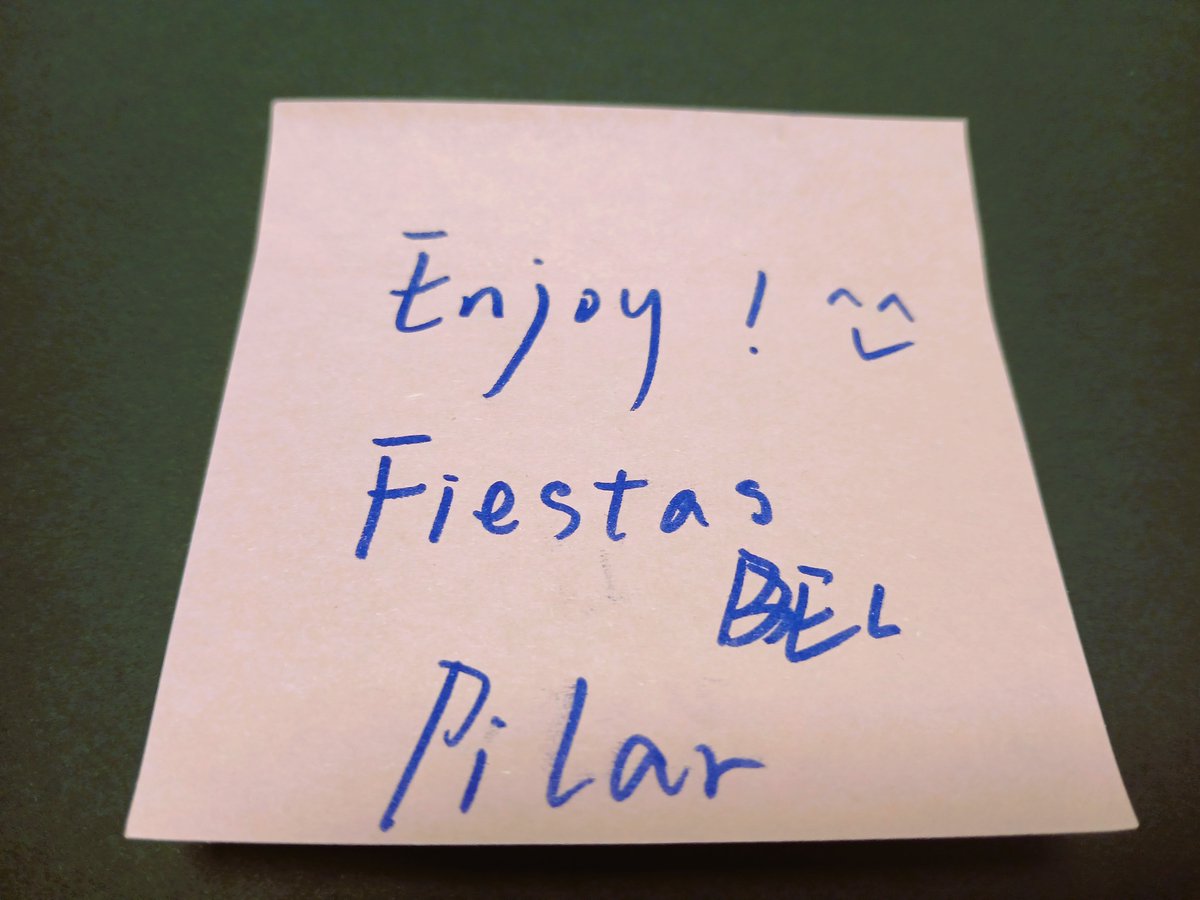 Enjoy! ^^
Fiestas
DEL
Pilar